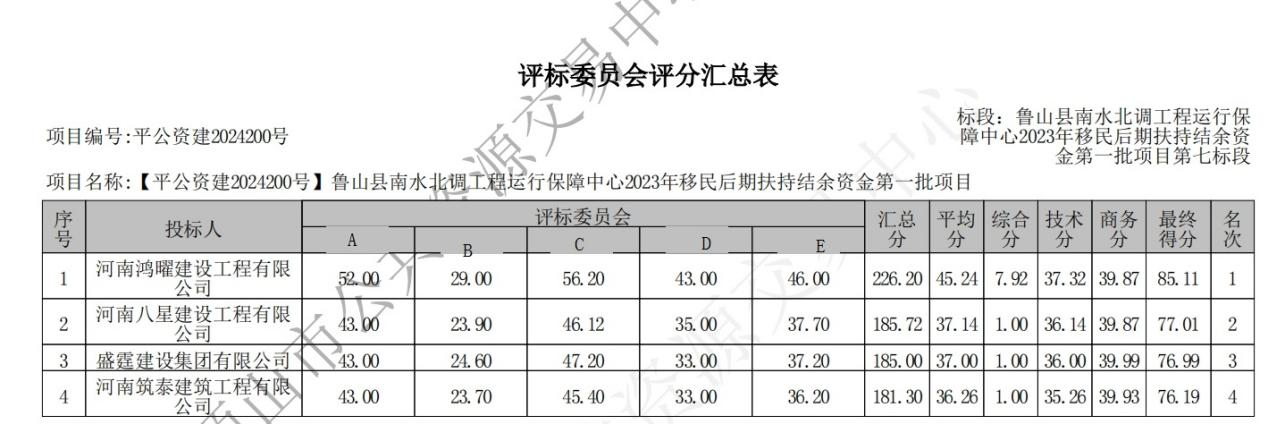 评标委员会评分汇总表
项目编号:平公资建2024200号
标段：鲁山县南水北调工程运行保
障中心2023年移民后期扶持结余资
金第一批项目第七标段
项目名称:【平公资建2024200号】鲁山县南水北调工程运行保障中心2023年移民后期扶持结余资金第一批项目
序号 投标人 评标委员会 汇总分 平均分 综合分 技术分 商务分 最终得分 名次
A B C D E
1 河南鸿曜建设工程有限公司 52.00 29.00 56.20 43.00 46.00 226.20 45.24 7.92 37.32 39.87 85.11 1
2 河南八星建设工程有限公司 43.00 23.90 46.12 35.00 37.70 185.72 37.14 1.00 36.14 39.87 77.01 2
3 盛霆建设集团有限公司 43.00 24.60 47.20 33.00 37.20 185.00 37.00 1.00 36.00 39.99 76.99 3
4 河南筑泰建筑工程有限公司 43.00 23.70 45.40 33.00 36.20 181.30 36.26 1.00 35.26 39.93 76.19 4
山市公共资源交易中
资源交易中心